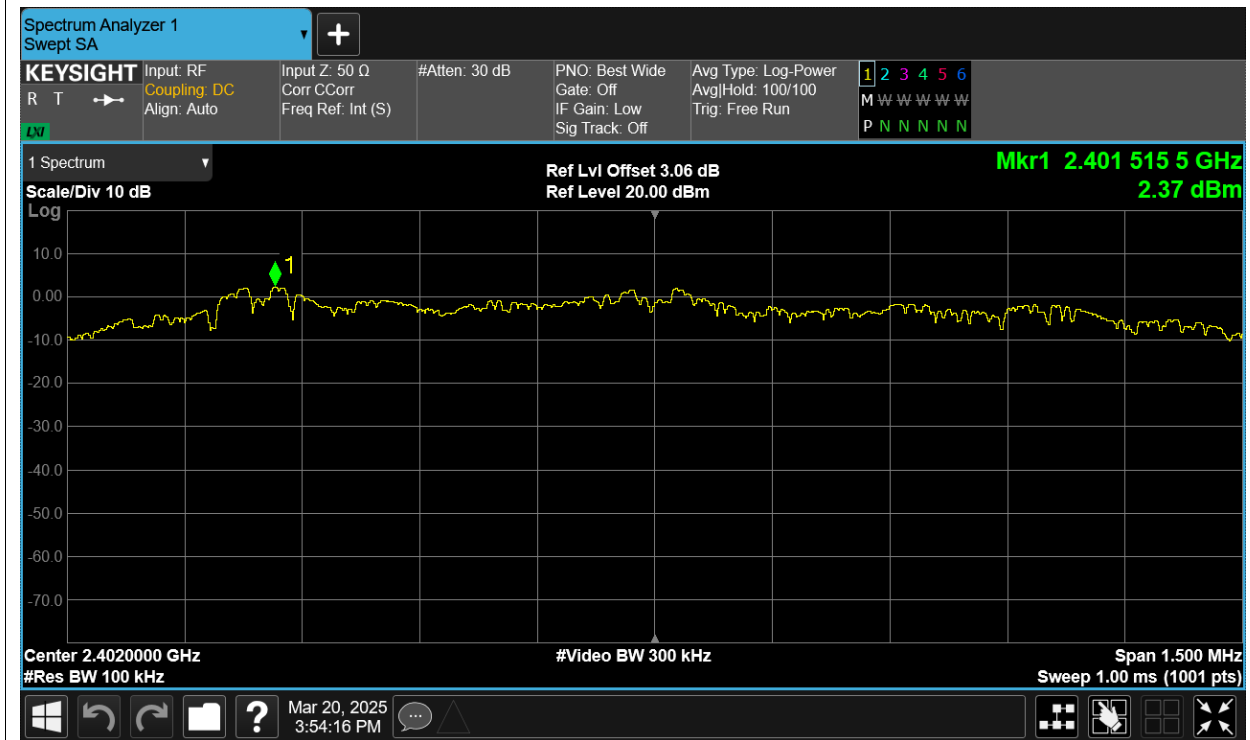 Spectrum Analyzer 1
Swept SA
KEYSIGHT
R T
LXI
Input: RF
Coupling: DC
Align: Auto
Input Z: 50 Ω
Corr CCorr
Freq Ref: Int (S)
#Atten: 30 dB
PNO: Best Wide
Gate: Off
IF Gain: Low
Sig Track: Off
Avg Type: Log-Power
Avg|Hold: 100/100
Trig: Free Run
1 2 3 4 5 6
M W W W W W
P N N N N N
1 Spectrum
Scale/Div 10 dB
Log
Ref Lvl Offset 3.06 dB
Ref Level 20.00 dBm
Mkr1 2.401 515 5 GHz
2.37 dBm
1
10.0
0.00
-10.0
-20.0
-30.0
-40.0
-50.0
-60.0
-70.0
Center 2.4020000 GHz
#Res BW 100 kHz
#Video BW 300 kHz
Span 1.500 MHz
Sweep 1.00 ms (1001 pts)
?
Mar 20, 2025
3:54:16 PM